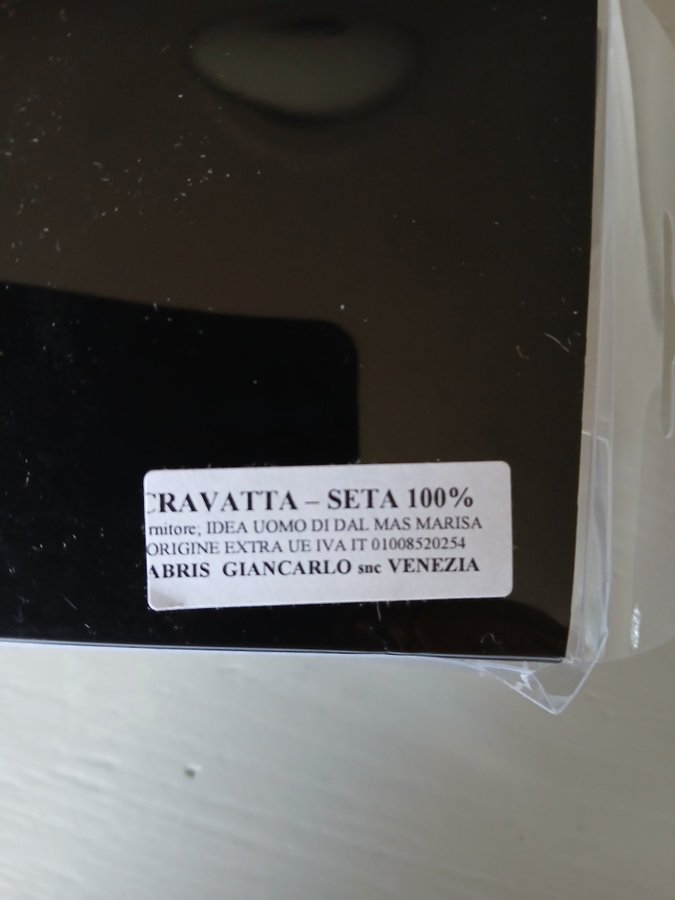 CRAVATTA – SETA 100%
rnitore; IDEA UOMO DI DAL MAS MARISA
ORIGINE EXTRA UE IVA IT 01008520254
ABRIS GIANCARLO snc VENEZIA